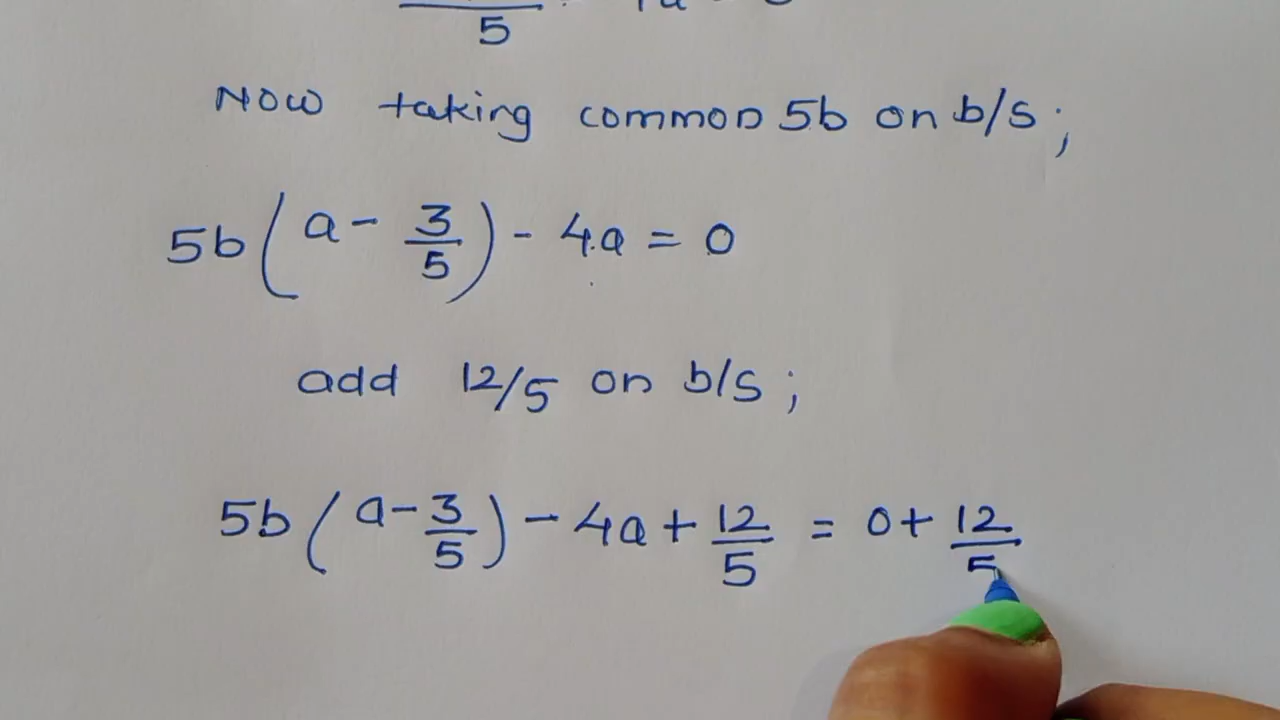 5
Now taking common 5b on b/s;
5b(a - 3/5) - 4a = 0
add 12/5 on b/s;
5b(a - 3/5) - 4a + 12/5 = 0 + 12/5